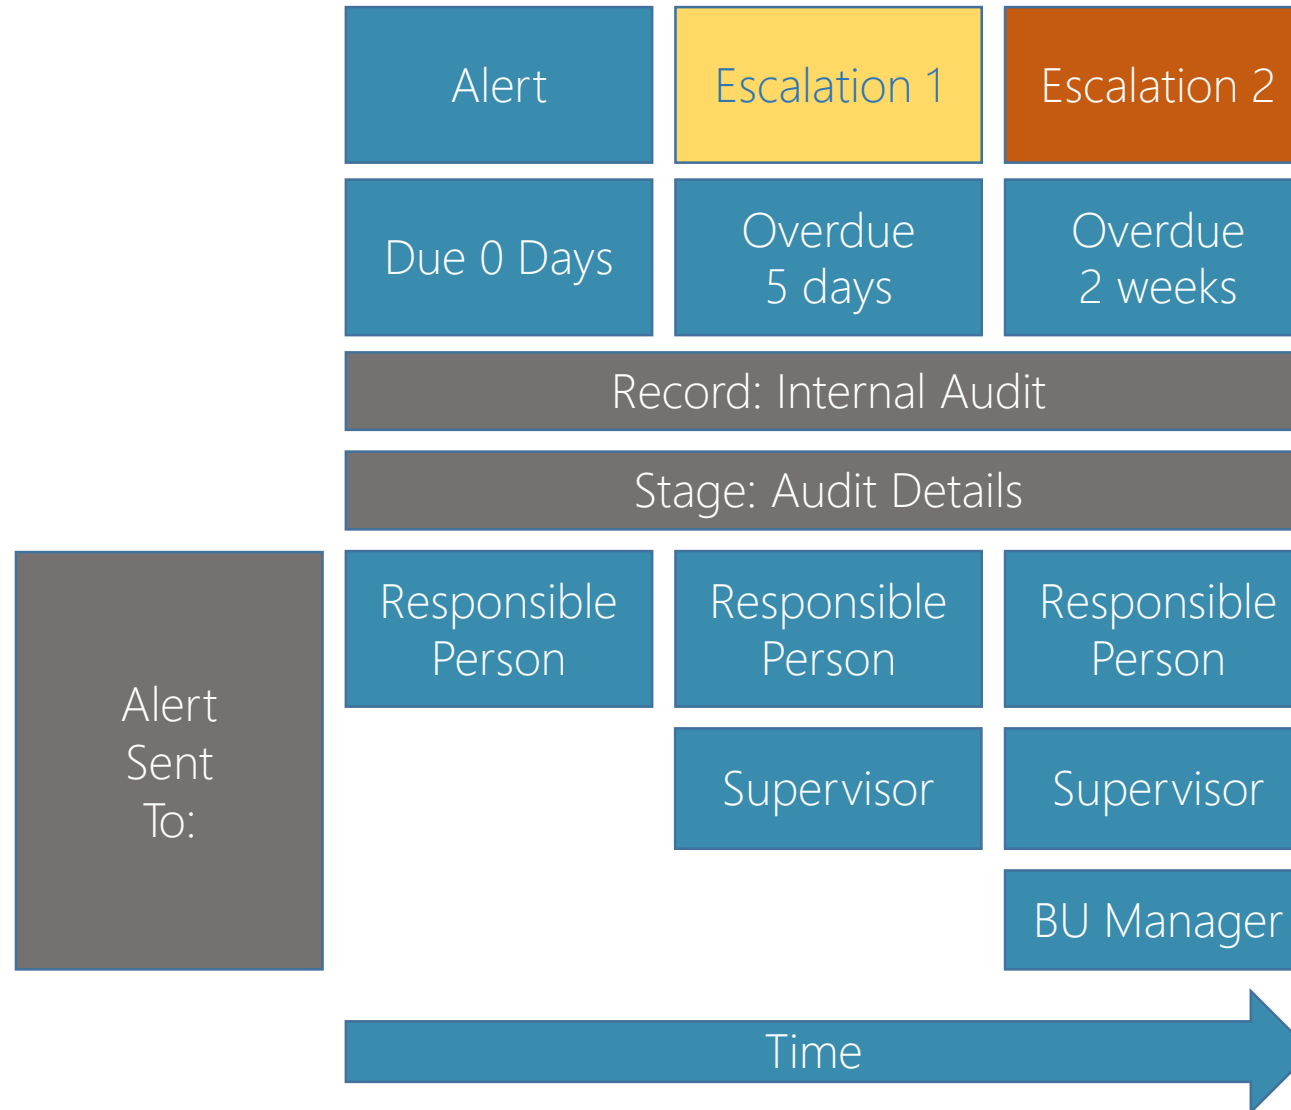 Alert
Escalation 1
Escalation 2
Due 0 Days
Overdue
5 days
Overdue
2 weeks
Record: Internal Audit
Stage: Audit Details
Alert
Sent
To:
Responsible
Person
Responsible
Person
Responsible
Person
Supervisor
Supervisor
BU Manager
Time